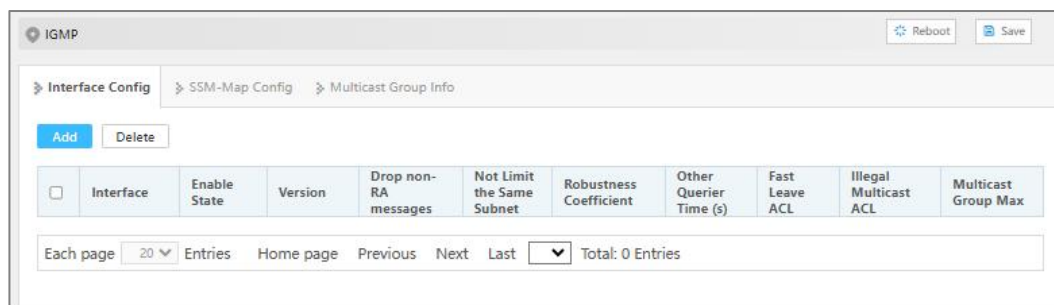 IGMP
Reboot
Save
Interface Config
SSM-Map Config
Multicast Group Info
Add
Delete
Interface
Enable
State
Version
Drop non-
RA
messages
Not Limit
the Same
Subnet
Robustness
Coefficient
Other
Querier
Time (s)
Fast
Leave
ACL
Illegal
Multicast
ACL
Multicast
Group Max
Each page 20 Entries Home page Previous Next Last Total: 0 Entries